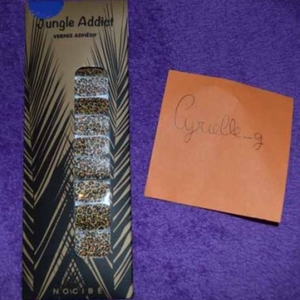 Jungle Addict
VERNIS ADHÉSIF
Cyrielle_g
NOCIBÉ